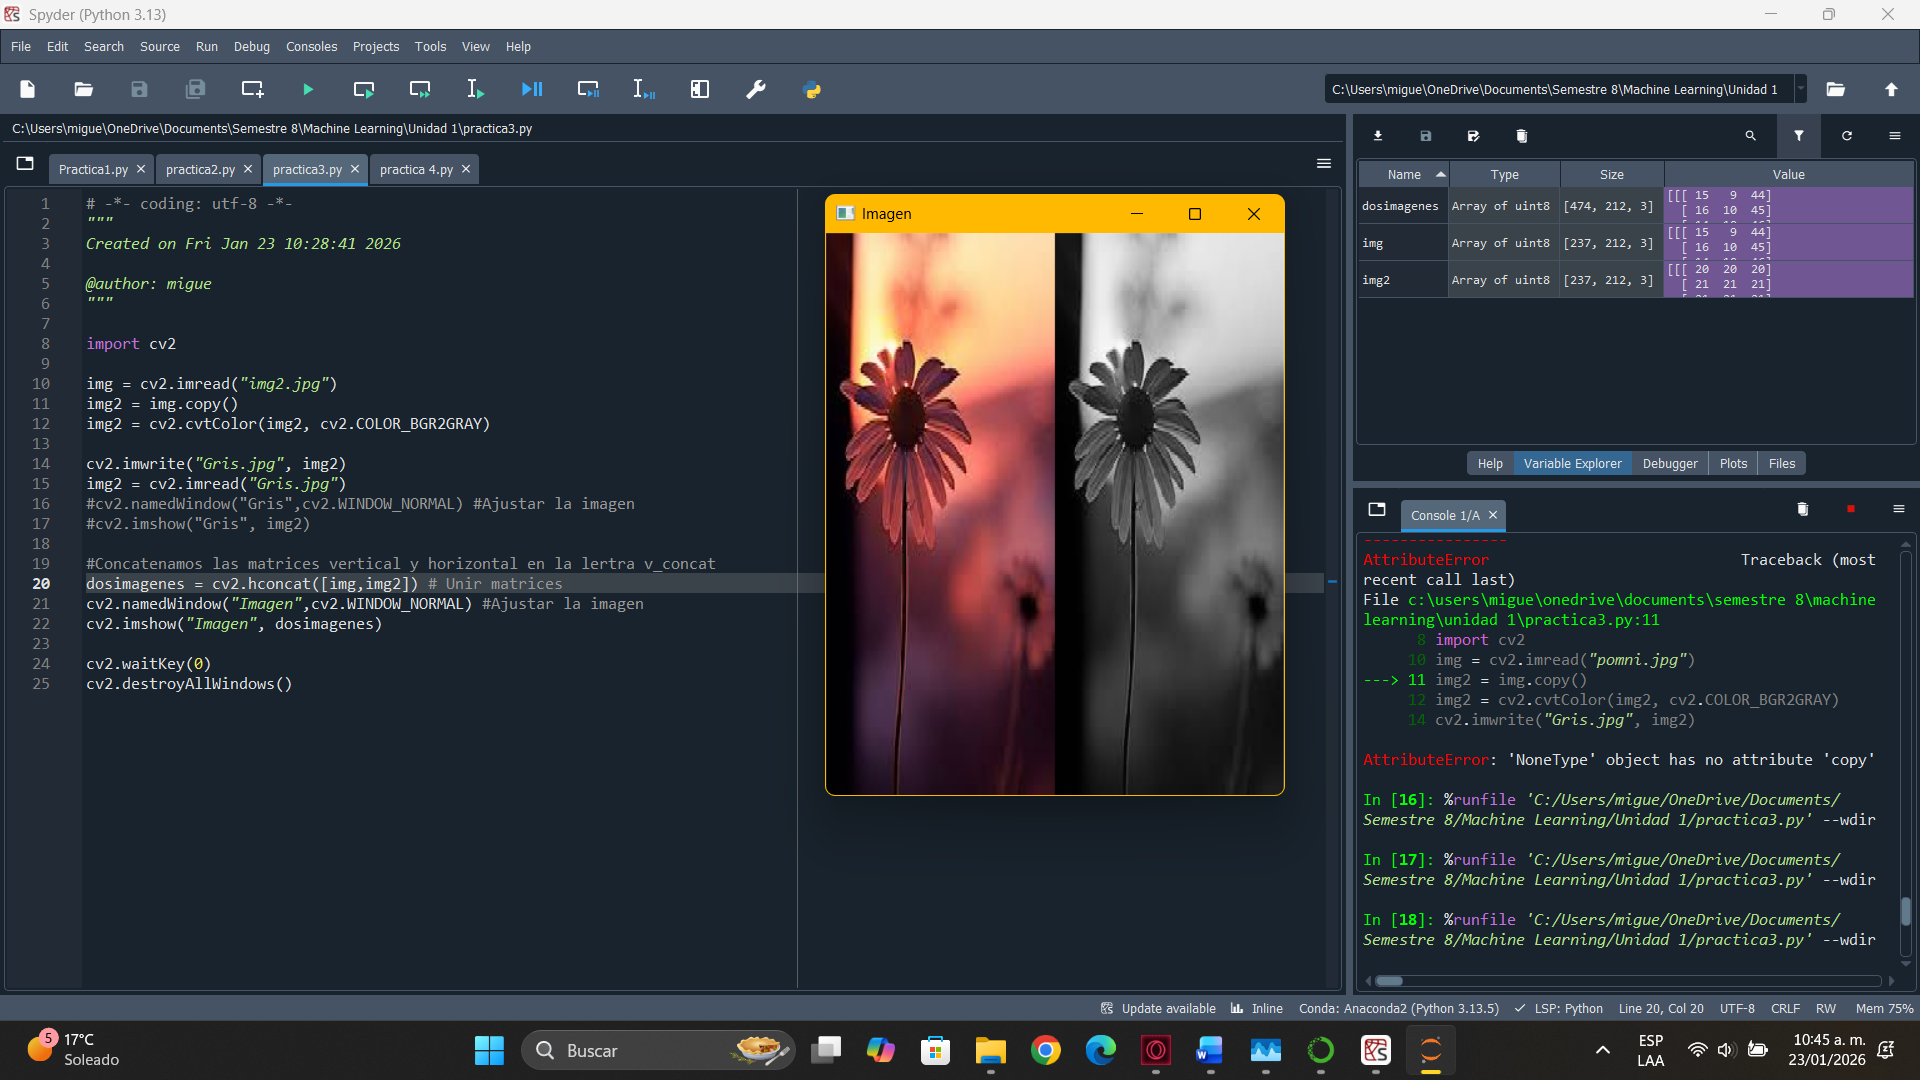 Spyder (Python 3.13)
File Edit Search Source Run Debug Consoles Projects Tools View Help
C:\Users\migue\OneDrive\Documents\Semestre 8\Machine Learning\Unidad 1
C:\Users\migue\OneDrive\Documents\Semestre 8\Machine Learning\Unidad 1\practica3.py
Practica1.py practica2.py practica3.py practica 4.py
1 # -*- coding: utf-8 -*-
2 """
3 Created on Fri Jan 23 10:28:41 2026
4
5 @author: migue
6 """
7
8 import cv2
9
10 img = cv2.imread("img2.jpg")
11 img2 = img.copy()
12 img2 = cv2.cvtColor(img2, cv2.COLOR_BGR2GRAY)
13
14 cv2.imwrite("Gris.jpg", img2)
15 img2 = cv2.imread("Gris.jpg")
16 #cv2.namedWindow("Gris",cv2.WINDOW_NORMAL) #Ajustar la imagen
17 #cv2.imshow("Gris", img2)
18
19 #Concatenamos las matrices vertical y horizontal en la lertra v_concat
20 dosimagenes = cv2.hconcat([img,img2]) # Unir matrices
21 cv2.namedWindow("Imagen",cv2.WINDOW_NORMAL) #Ajustar la imagen
22 cv2.imshow("Imagen", dosimagenes)
23
24 cv2.waitKey(0)
25 cv2.destroyAllWindows()
Imagen
Name Type Size Value
dosimagenes Array of uint8 [474, 212, 3] [[[ 15 9 44]
[ 16 10 45]
img Array of uint8 [237, 212, 3] [[[ 15 9 44]
[ 16 10 45]
img2 Array of uint8 [237, 212, 3] [[[ 20 20 20]
[ 21 21 21]
Help Variable Explorer Debugger Plots Files
Console 1/A
----------------
AttributeError Traceback (most
recent call last)
File c:\users\migue\onedrive\documents\semestre 8\machine
learning\unidad 1\practica3.py:11
8 import cv2
10 img = cv2.imread("pomni.jpg")
---> 11 img2 = img.copy()
12 img2 = cv2.cvtColor(img2, cv2.COLOR_BGR2GRAY)
14 cv2.imwrite("Gris.jpg", img2)
AttributeError: 'NoneType' object has no attribute 'copy'
In [16]: %runfile 'C:/Users/migue/OneDrive/Documents/
Semestre 8/Machine Learning/Unidad 1/practica3.py' --wdir
In [17]: %runfile 'C:/Users/migue/OneDrive/Documents/
Semestre 8/Machine Learning/Unidad 1/practica3.py' --wdir
In [18]: %runfile 'C:/Users/migue/OneDrive/Documents/
Semestre 8/Machine Learning/Unidad 1/practica3.py' --wdir
Update available Inline Conda: Anaconda2 (Python 3.13.5) LSP: Python Line 20, Col 20 UTF-8 CRLF RW Mem 75%
5
17°C
Soleado
Buscar
ESP
LAA
10:45 a. m.
23/01/2026